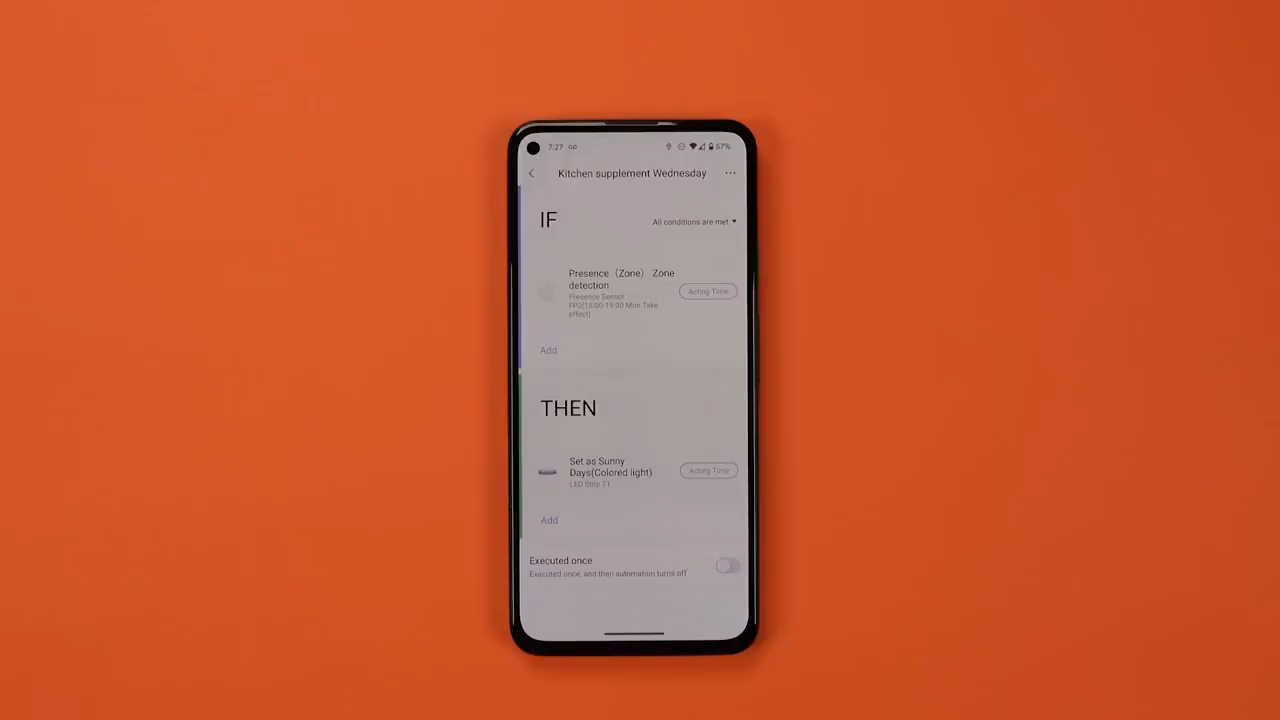 7:27
57%
Kitchen supplement Wednesday
IF
All conditions are met
Presence（Zone） Zone
detection
Presence Sensor
FP2(15:00-19:00 Mon Take
effect)
Acting Time
Add
THEN
Set as Sunny
Days(Colored light)
LED Strip T1
Acting Time
Add
Executed once
Executed once, and then automation turns off